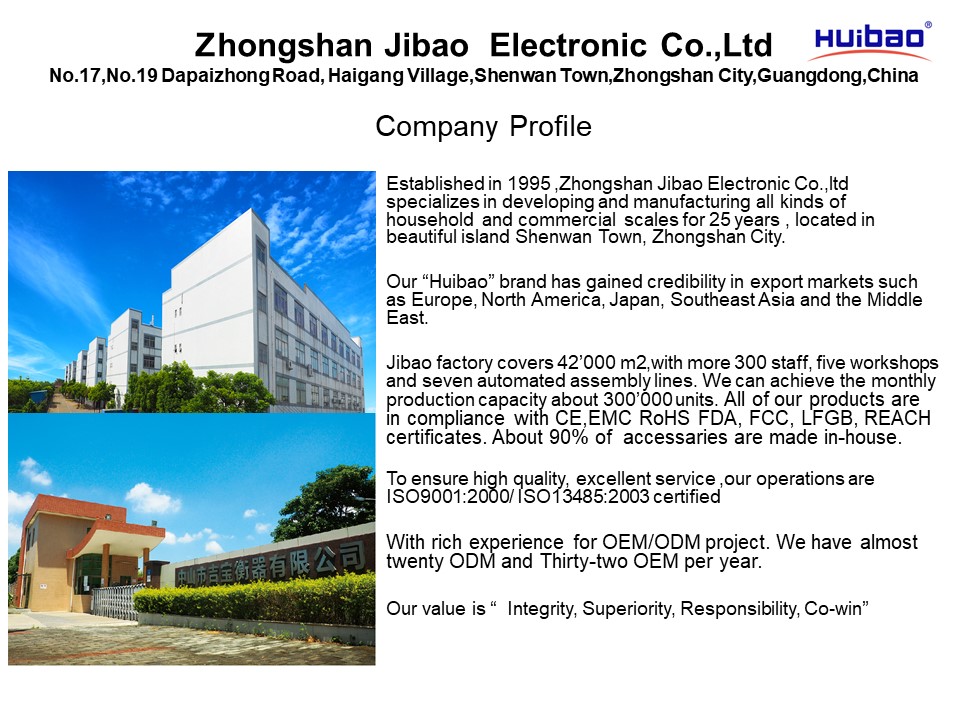 Zhongshan Jibao Electronic Co.,Ltd
HUibao®
No.17,No.19 Dapaizhong Road, Haigang Village,Shenwan Town,Zhongshan City,Guangdong,China
Company Profile
Established in 1995 ,Zhongshan Jibao Electronic Co.,ltd
specializes in developing and manufacturing all kinds of
household and commercial scales for 25 years , located in
beautiful island Shenwan Town, Zhongshan City.
Our “Huibao” brand has gained credibility in export markets such
as Europe, North America, Japan, Southeast Asia and the Middle
East.
Jibao factory covers 42’000 m2,with more 300 staff, five workshops
and seven automated assembly lines. We can achieve the monthly
production capacity about 300’000 units. All of our products are
in compliance with CE,EMC RoHS FDA, FCC, LFGB, REACH
certificates. About 90% of accessaries are made in-house.
To ensure high quality, excellent service ,our operations are
ISO9001:2000/ ISO13485:2003 certified
With rich experience for OEM/ODM project. We have almost
twenty ODM and Thirty-two OEM per year.
Our value is “ Integrity, Superiority, Responsibility, Co-win”
中山市吉宝衡器有限公司